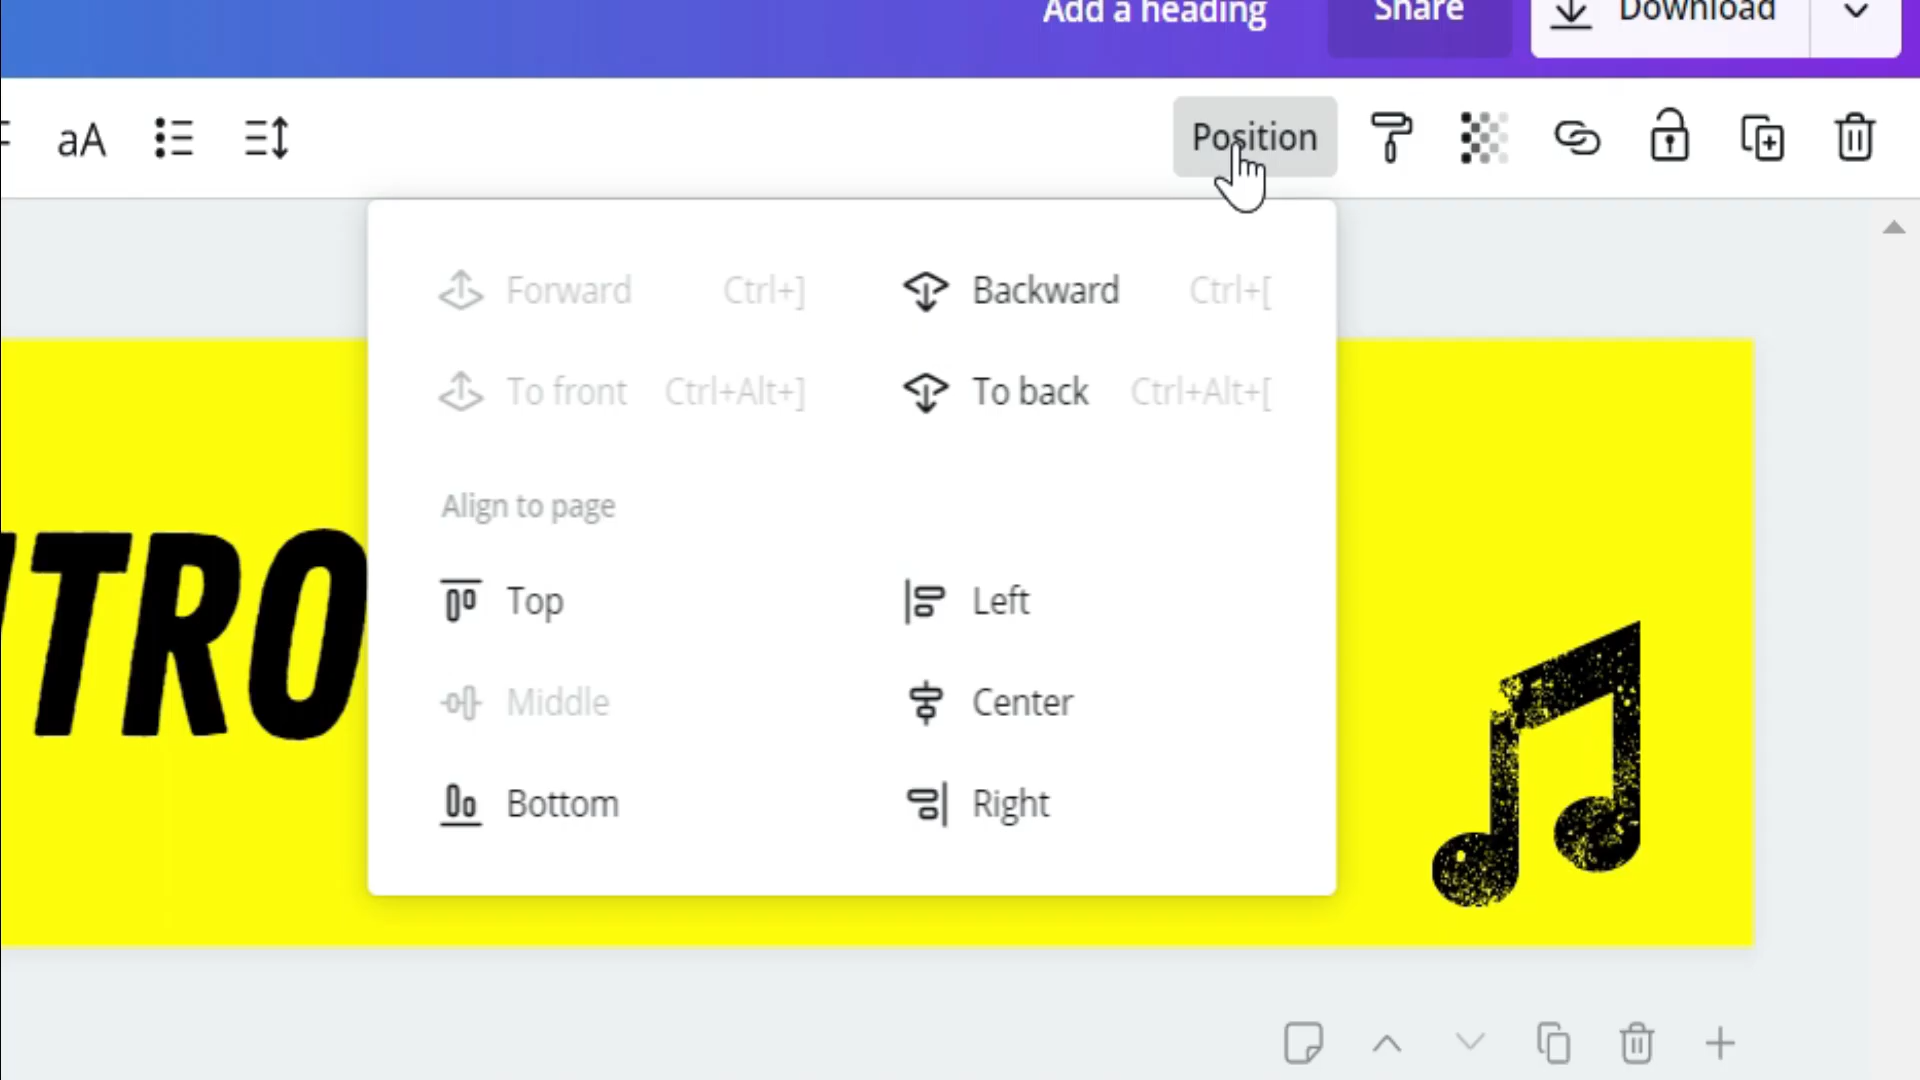 Add a heading Share Download
aA Position
Forward Ctrl+] Backward Ctrl+[
To front Ctrl+Alt+] To back Ctrl+Alt+[
Align to page
Top Left
TRO
Middle Center
Bottom Right